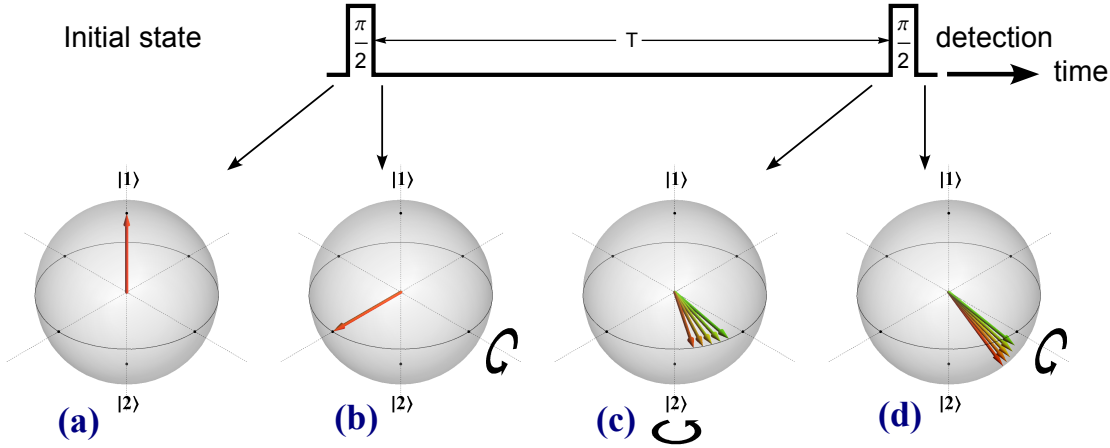 Initial state
π
2
T
π
2
detection
time
|1⟩
|1⟩
|1⟩
|1⟩
|2⟩
|2⟩
|2⟩
|2⟩
(a)
(b)
(c)
(d)